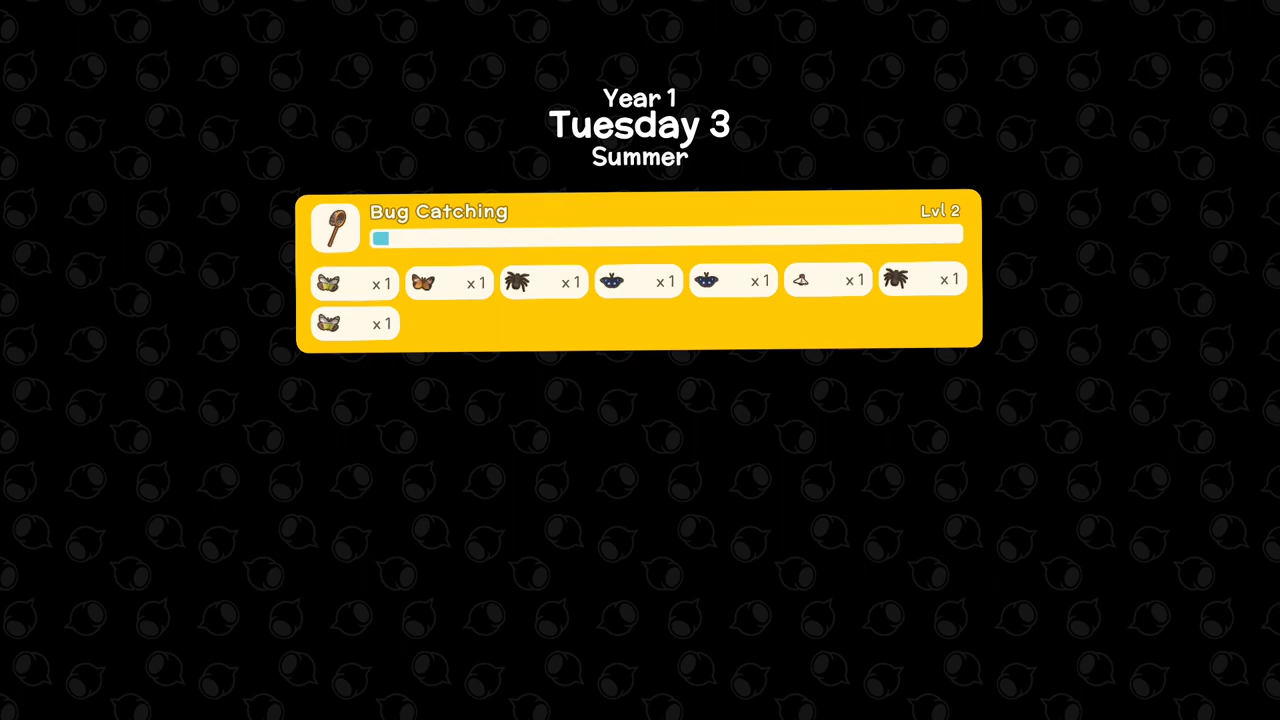 Year 1
Tuesday 3
Summer
Bug Catching
Lvl 2
x 1 x 1 x 1 x 1 x 1 x 1 x 1
x 1